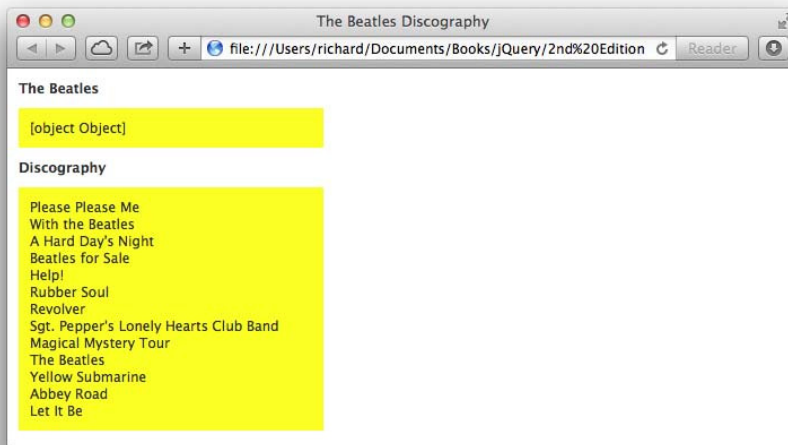 The Beatles Discography
file:///Users/richard/Documents/Books/jQuery/2nd%20Edition
Reader
The Beatles
[object Object]
Discography
Please Please Me
With the Beatles
A Hard Day's Night
Beatles for Sale
Help!
Rubber Soul
Revolver
Sgt. Pepper's Lonely Hearts Club Band
Magical Mystery Tour
The Beatles
Yellow Submarine
Abbey Road
Let It Be